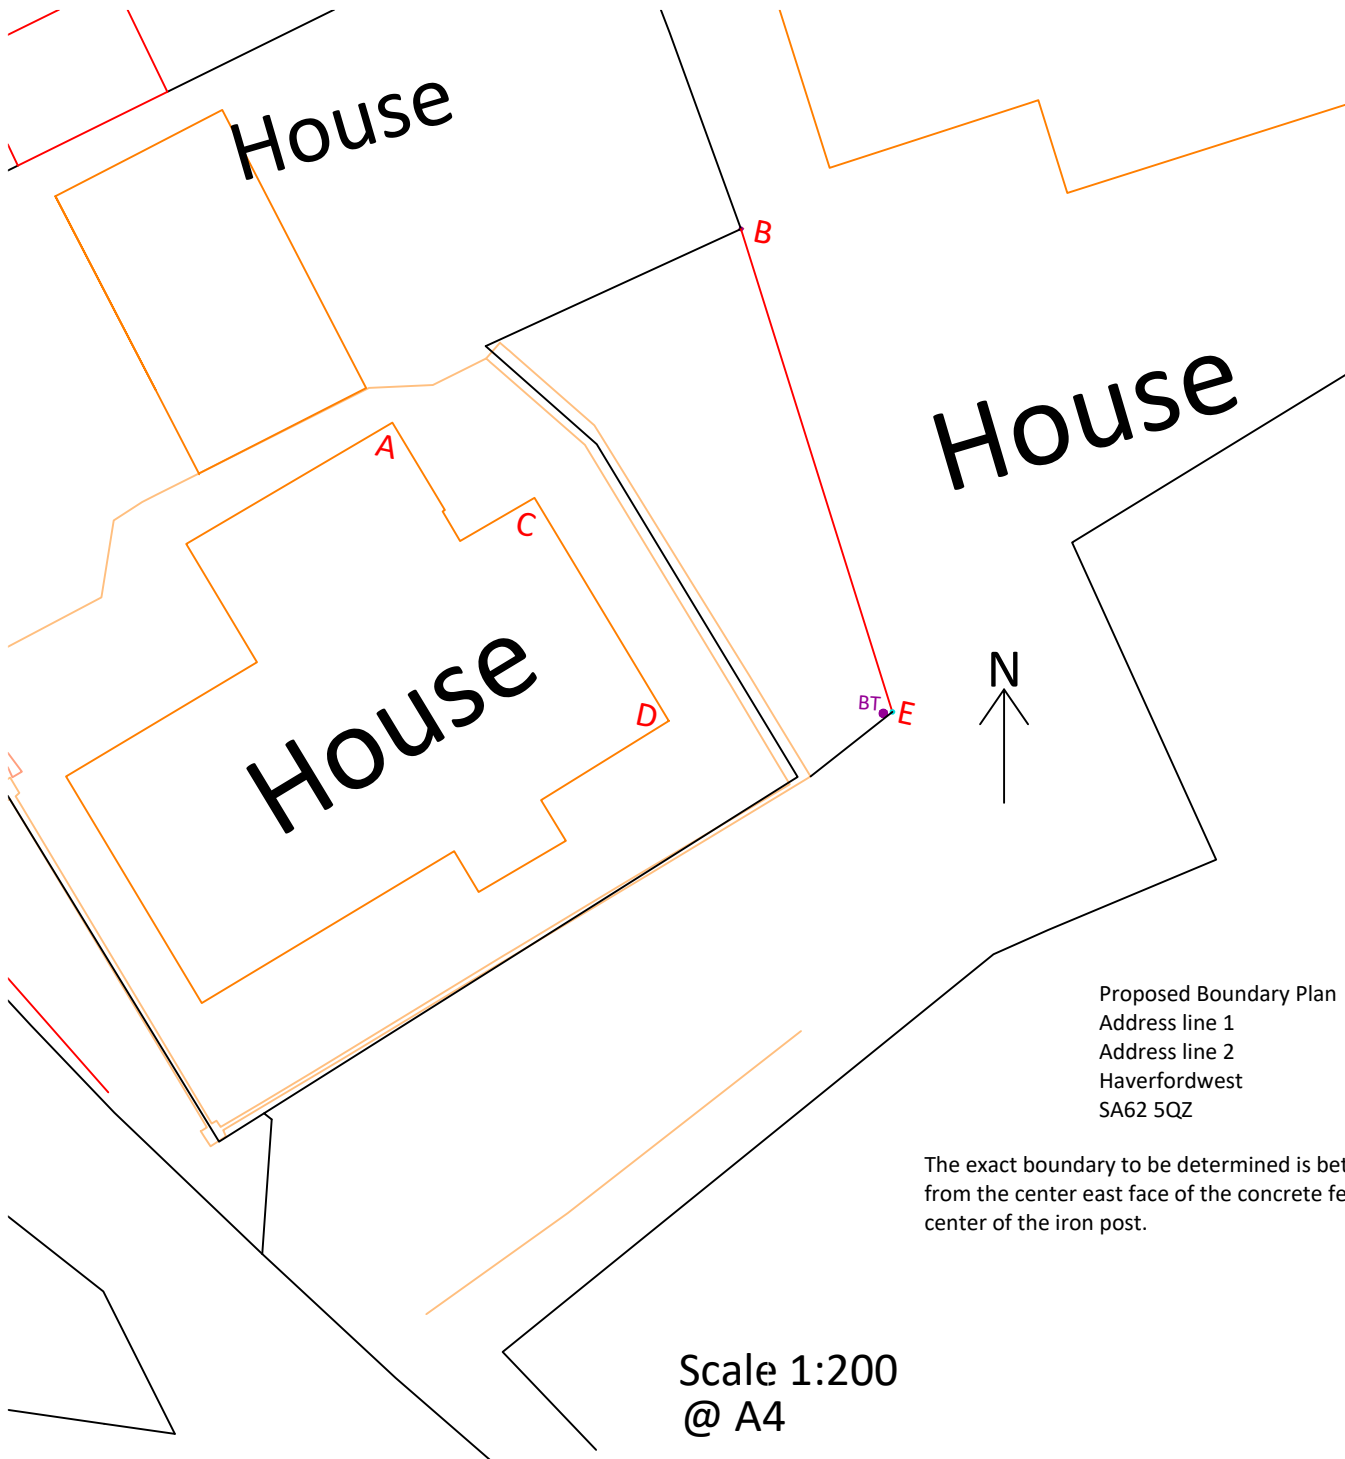 House
B
House
A
C
House
N
D
BT
E
Proposed Boundary Plan
Address line 1
Address line 2
Haverfordwest
SA62 5QZ
The exact boundary to be determined is
from the center east face of the concrete
center of the iron post.
Scale 1:200
@ A4